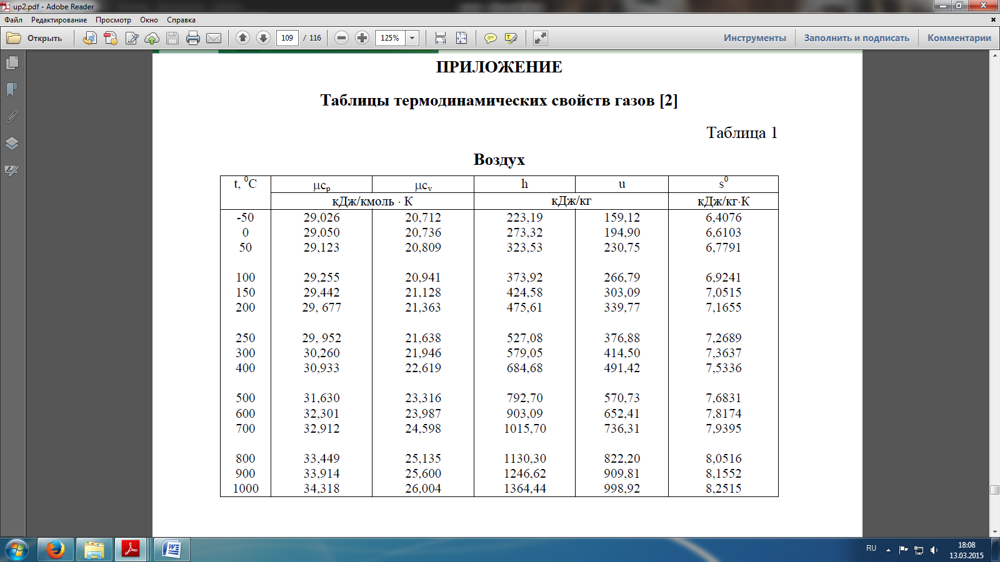 up2.pdf - Adobe Reader
Файл Редактирование Просмотр Окно Справка
Открыть 109 / 116 125% Инструменты Заполнить и подписать Комментарии
ПРИЛОЖЕНИЕ
Таблицы термодинамических свойств газов [2]
Таблица 1
Воздух
t, ⁰C μcₚ μcᵥ h u s⁰
кДж/кмоль · К кДж/кг кДж/кг·К
-50 29,026 20,712 223,19 159,12 6,4076
0 29,050 20,736 273,32 194,90 6,6103
50 29,123 20,809 323,53 230,75 6,7791
100 29,255 20,941 373,92 266,79 6,9241
150 29,442 21,128 424,58 303,09 7,0515
200 29, 677 21,363 475,61 339,77 7,1655
250 29, 952 21,638 527,08 376,88 7,2689
300 30,260 21,946 579,05 414,50 7,3637
400 30,933 22,619 684,68 491,42 7,5336
500 31,630 23,316 792,70 570,73 7,6831
600 32,301 23,987 903,09 652,41 7,8174
700 32,912 24,598 1015,70 736,31 7,9395
800 33,449 25,135 1130,30 822,20 8,0516
900 33,914 25,600 1246,62 909,81 8,1552
1000 34,318 26,004 1364,44 998,92 8,2515
RU 18:08
13.03.2015